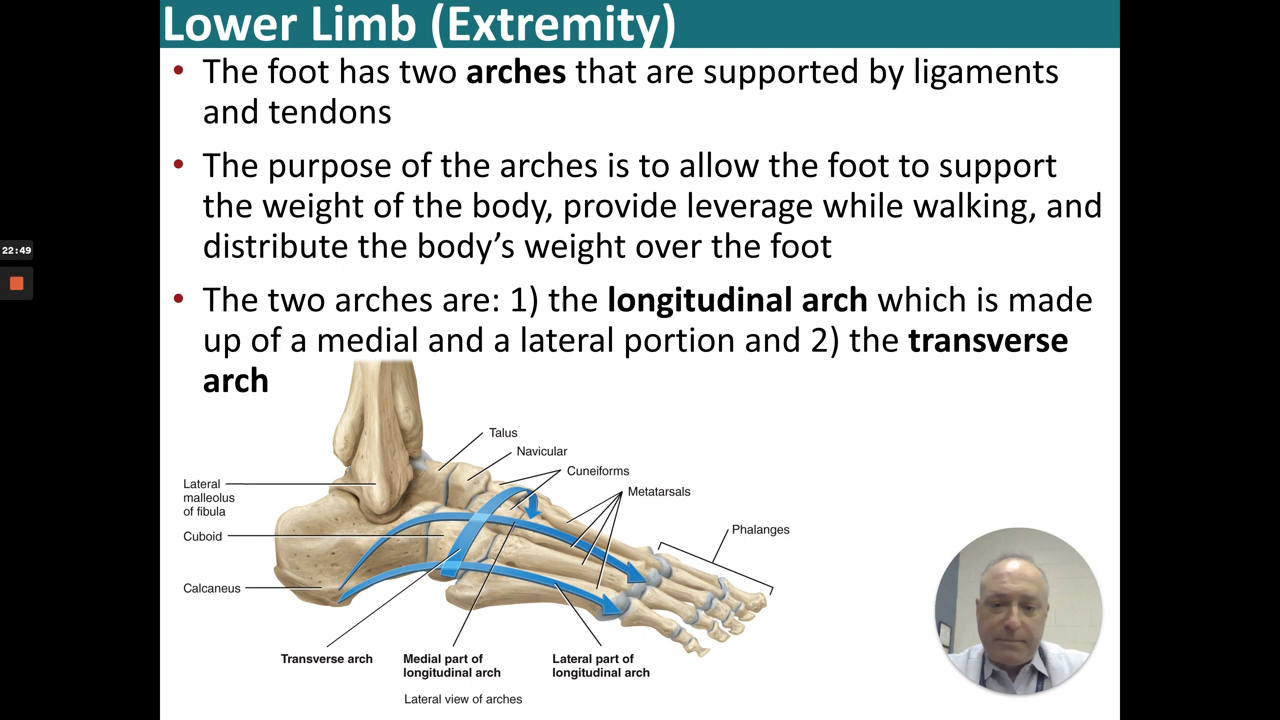 Lower Limb (Extremity)
• The foot has two arches that are supported by ligaments
and tendons
• The purpose of the arches is to allow the foot to support
the weight of the body, provide leverage while walking, and
distribute the body’s weight over the foot
22:49
• The two arches are: 1) the longitudinal arch which is made
up of a medial and a lateral portion and 2) the transverse
arch
Talus
Navicular
Cuneiforms
Metatarsals
Phalanges
Lateral
malleolus
of fibula
Cuboid
Calcaneus
Transverse arch
Medial part of
longitudinal arch
Lateral part of
longitudinal arch
Lateral view of arches